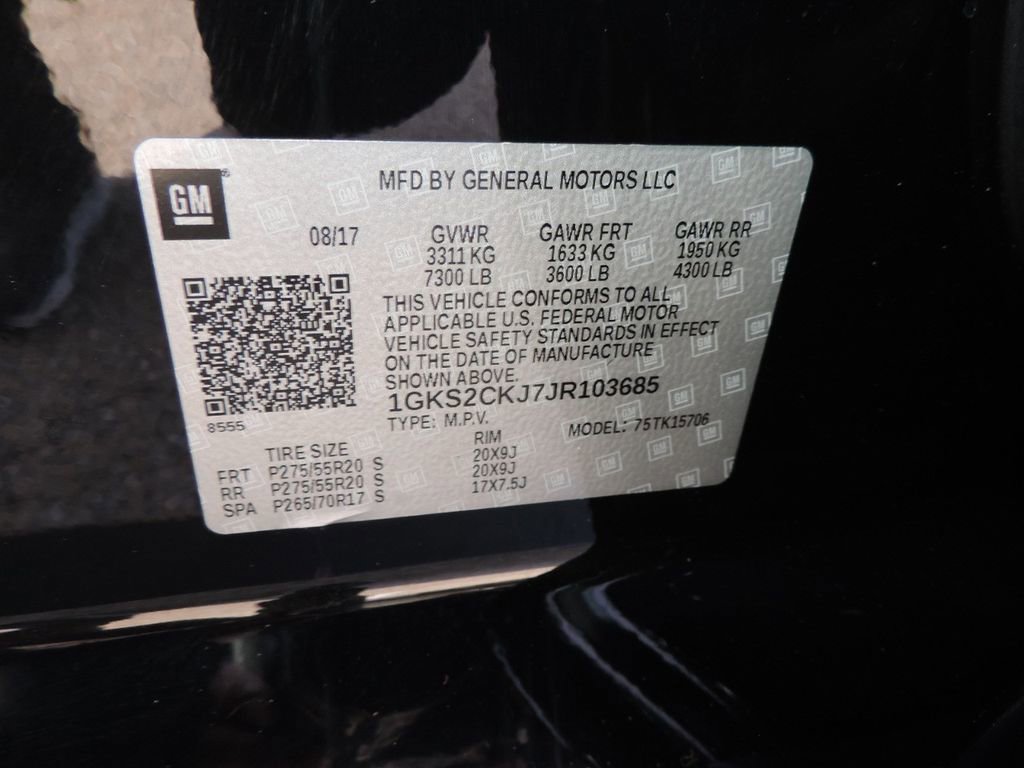 GM
MFD BY GENERAL MOTORS LLC
08/17 GVWR GAWR FRT GAWR RR
3311 KG 1633 KG 1950 KG
7300 LB 3600 LB 4300 LB
THIS VEHICLE CONFORMS TO ALL
APPLICABLE U.S. FEDERAL MOTOR
VEHICLE SAFETY STANDARDS IN EFFECT
ON THE DATE OF MANUFACTURE
SHOWN ABOVE.
1GKS2CKJ7JR103685
8555
TYPE: M.P.V. MODEL: 75TK15706
TIRE SIZE RIM
FRT P275/55R20 S 20X9J
RR P275/55R20 S 20X9J
SPA P265/70R17 S 17X7.5J